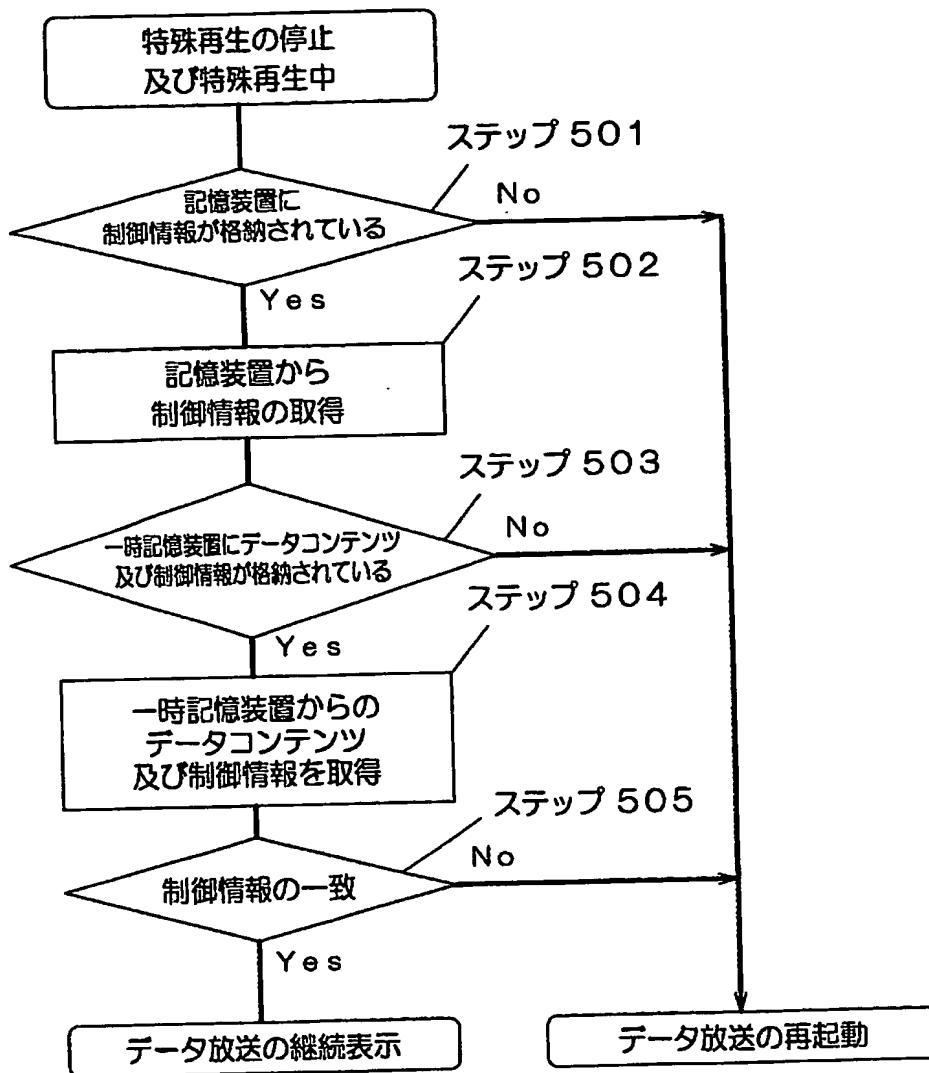 特殊再生の停止
及び特殊再生中
ステップ 501
記憶装置に
制御情報が格納されている
No
ステップ 502
Yes
記憶装置から
制御情報の取得
ステップ 503
No
一時記憶装置にデータコンテンツ
及び制御情報が格納されている
ステップ 504
Yes
一時記憶装置からの
データコンテンツ
及び制御情報を取得
ステップ 505
No
制御情報の一致
Yes
データ放送の継続表示
データ放送の再起動